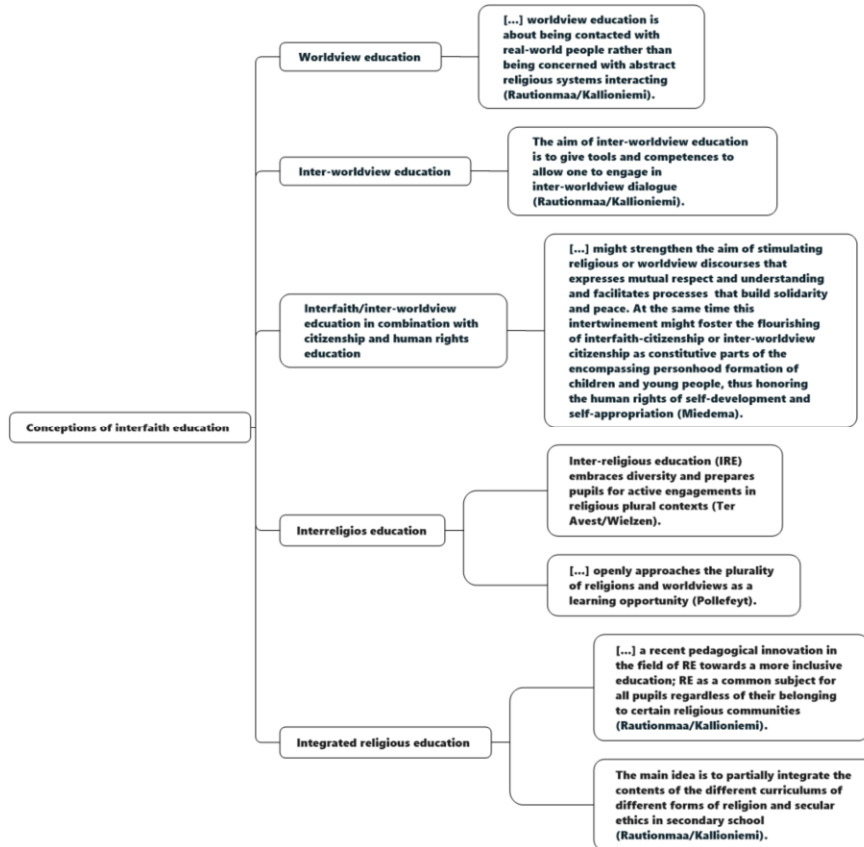 Conceptions of interfaith education
Worldview education
[...] worldview education is
about being contacted with
real-world people rather than
being concerned with abstract
religious systems interacting
(Rautionmaa/Kallioniemi).
Inter-worldview education
The aim of inter-worldview education
is to give tools and competences to
allow one to engage in
inter-worldview dialogue
(Rautionmaa/Kallioniemi).
Interfaith/inter-worldview
edcuation in combination with
citizenship and human rights
education
[...] might strengthen the aim of stimulating
religious or worldview discourses that
expresses mutual respect and understanding
and facilitates processes that build solidarity
and peace. At the same time this
intertwinement might foster the flourishing
of interfaith-citizenship or inter-worldview
citizenship as constitutive parts of the
encompassing personhood formation of
children and young people, thus honoring
the human rights of self-development and
self-appropriation (Miedema).
Interreligios education
Inter-religious education (IRE)
embraces diversity and prepares
pupils for active engagements in
religious plural contexts (Ter
Avest/Wielzen).
[...] openly approaches the plurality
of religions and worldviews as a
learning opportunity (Pollefeyt).
Integrated religious education
[...] a recent pedagogical innovation in
the field of RE towards a more inclusive
education; RE as a common subject for
all pupils regardless of their belonging
to certain religious communities
(Rautionmaa/Kallioniemi).
The main idea is to partially integrate the
contents of the different curriculums of
different forms of religion and secular
ethics in secondary school
(Rautionmaa/Kallioniemi).